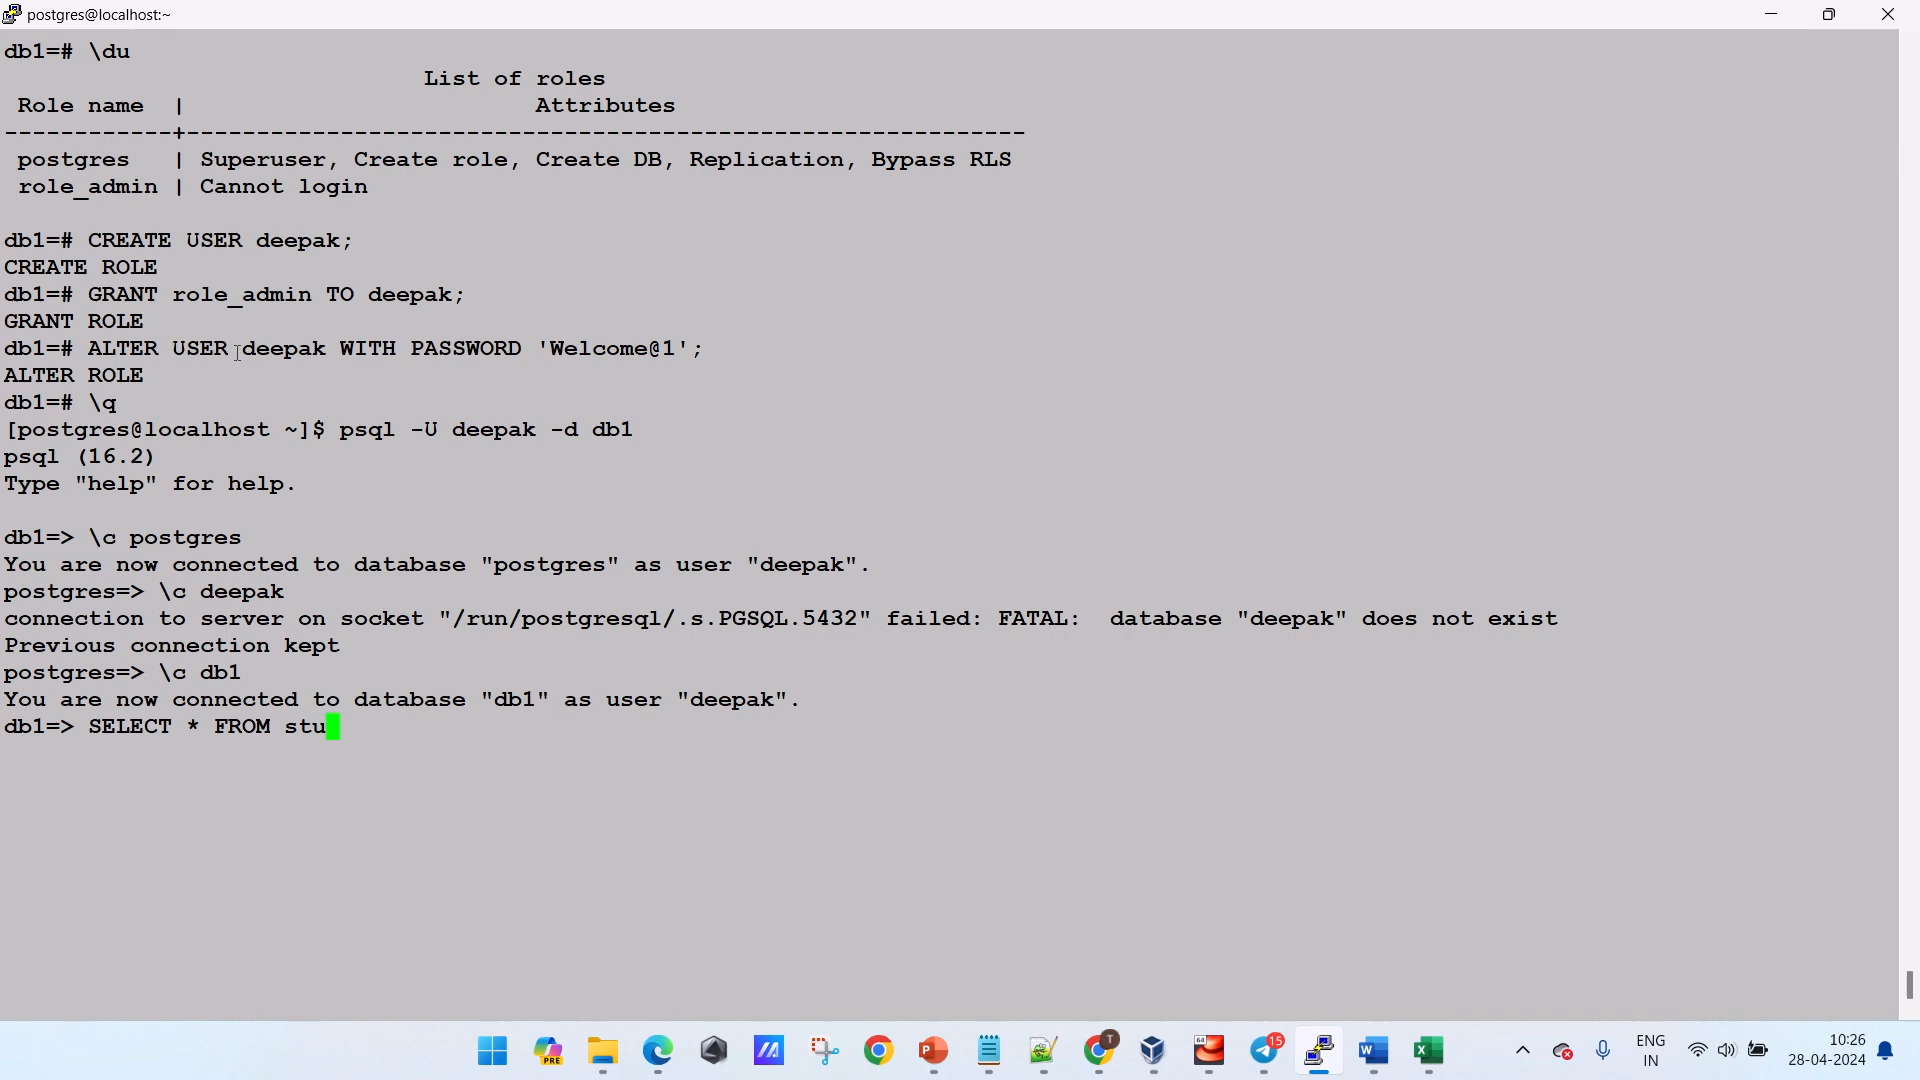 postgres@localhost:~
db1=# \du
List of roles
Role name | Attributes
------------+------------------------------------------------------------
postgres | Superuser, Create role, Create DB, Replication, Bypass RLS
role_admin | Cannot login
db1=# CREATE USER deepak;
CREATE ROLE
db1=# GRANT role_admin TO deepak;
GRANT ROLE
db1=# ALTER USER deepak WITH PASSWORD 'Welcome@1';
ALTER ROLE
db1=# \q
[postgres@localhost ~]$ psql -U deepak -d db1
psql (16.2)
Type "help" for help.
db1=> \c postgres
You are now connected to database "postgres" as user "deepak".
postgres=> \c deepak
connection to server on socket "/run/postgresql/.s.PGSQL.5432" failed: FATAL:  database "deepak" does not exist
Previous connection kept
postgres=> \c db1
You are now connected to database "db1" as user "deepak".
db1=> SELECT * FROM stu
PRE
P
T
64
15
W
X
ENG
IN
10:26
28-04-2024